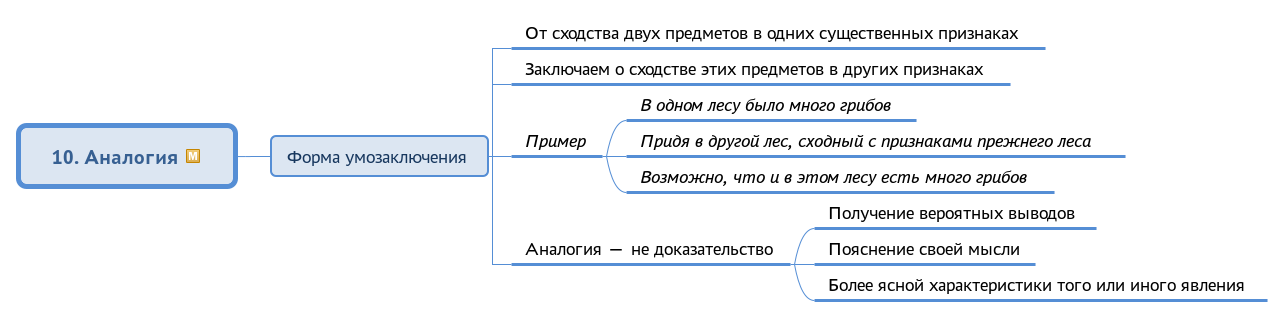 От сходства двух предметов в одних существенных признаках
Заключаем о сходстве этих предметов в других признаках
В одном лесу было много грибов
Пример
Придя в другой лес, сходный с признаками прежнего леса
10. Аналогия M
Форма умозаключения
Возможно, что и в этом лесу есть много грибов
Получение вероятных выводов
Аналогия — не доказательство
Пояснение своей мысли
Более ясной характеристики того или иного явления